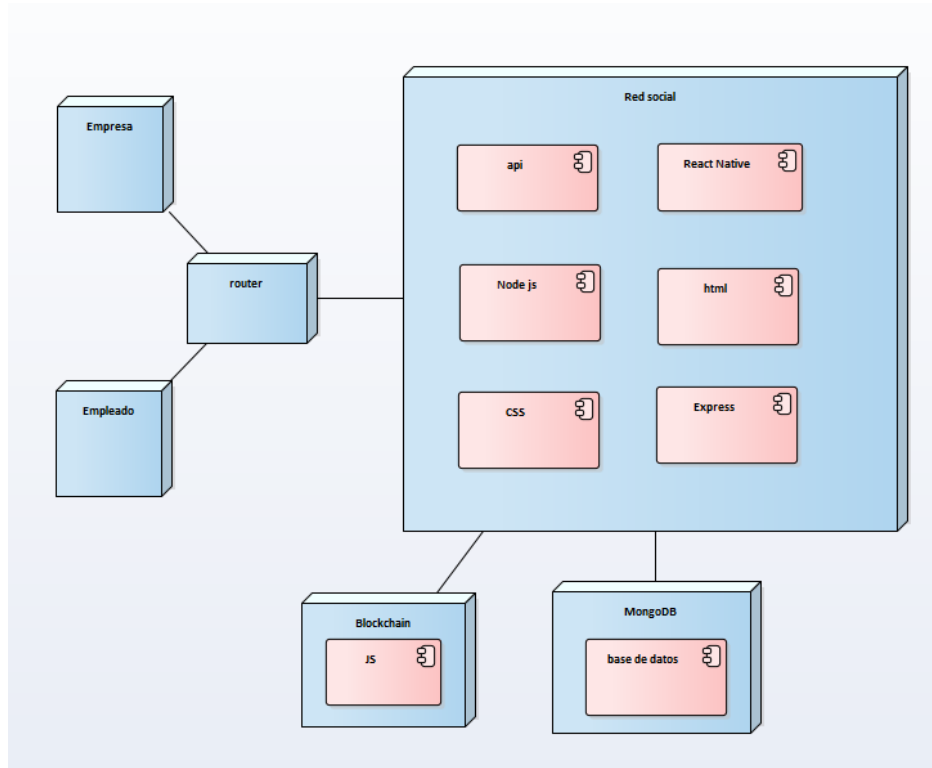 Red social
Empresa
api
React Native
router
Node js
html
Empleado
CSS
Express
Blockchain
JS
MongoDB
base de datos